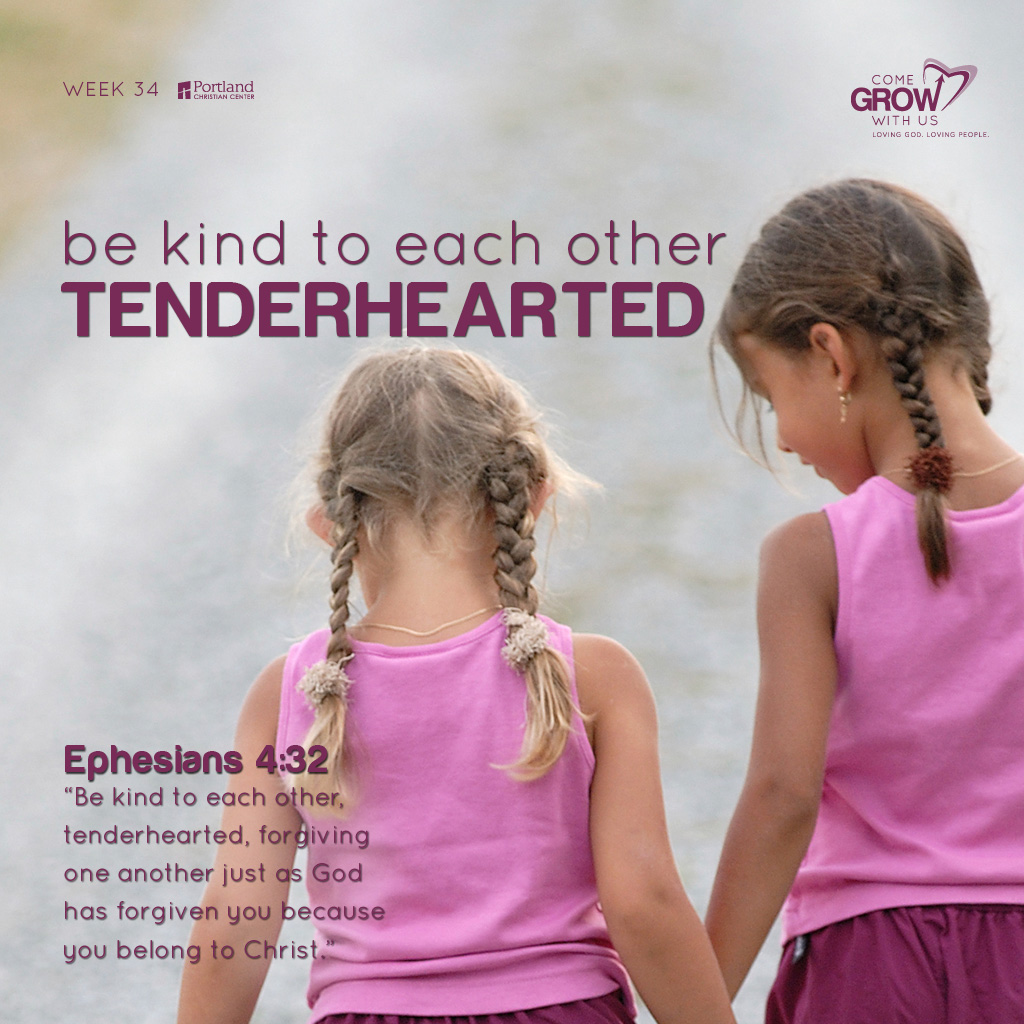 WEEK 34
Portland
CHRISTIAN CENTER
COME
GROW
WITH US
LOVING GOD. LOVING PEOPLE.
be kind to each other
TENDERHEARTED
Ephesians 4:32
“Be kind to each other,
tenderhearted, forgiving
one another just as God
has forgiven you because
you belong to Christ.”